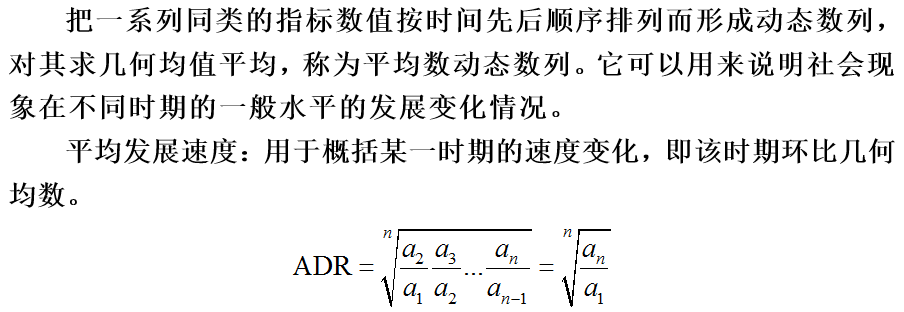 把一系列同类的指标数值按时间先后顺序排列而形成动态数列，
对其求几何均值平均，称为平均数动态数列。它可以用来说明社会现
象在不同时期的一般水平的发展变化情况。
平均发展速度：用于概括某一时期的速度变化，即该时期环比几何
均数。
ADR = \sqrt[n]{\frac{a_2}{a_1}\frac{a_3}{a_2}...\frac{a_n}{a_{n-1}}} = \sqrt[n]{\frac{a_n}{a_1}}